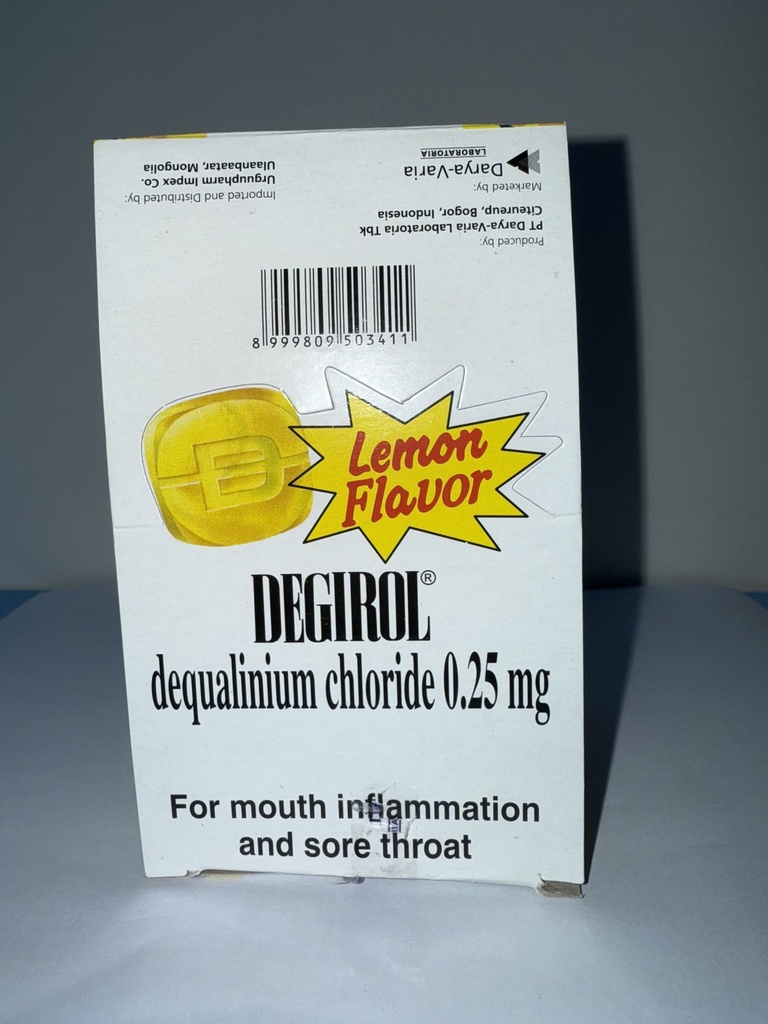 Imported and Distributed by:
Urguupharm Impex Co.
Ulaanbaatar, Mongolia
Produced by:
PT Darya-Varia Laboratoria Tbk
Citeureup, Bogor, Indonesia
Marketed by:
Darya-Varia
LABORATORIA
8 999809 503411
D
Lemon
Flavor
DEGIROL®
dequalinium chloride 0.25 mg
For mouth inflammation
and sore throat